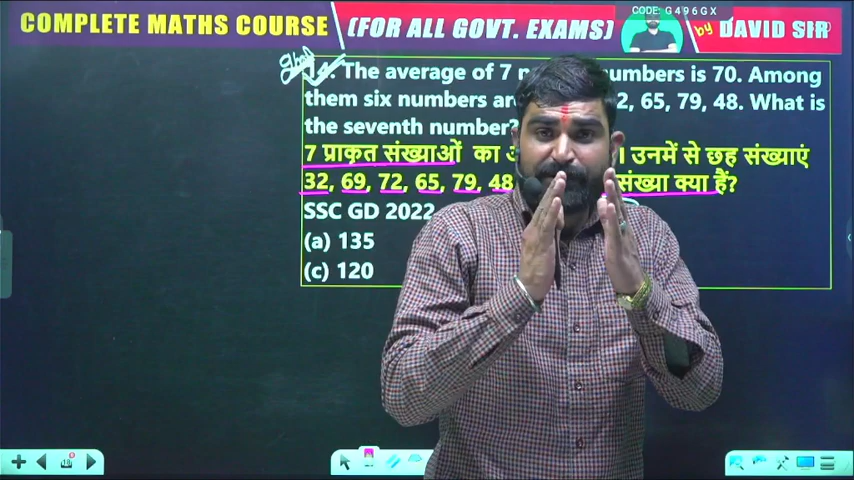 COMPLETE MATHS COURSE (FOR ALL GOVT. EXAMS) by DAVID SIR
CODE: G496GX
14. The average of 7 numbers is 70. Among
them six numbers 2, 65, 79, 48. What is
the seventh number?
7 प्राकृत संख्याओं का उनमें से छह संख्याएं
32, 69, 72, 65, 79, 48 संख्या क्या है?
SSC GD 2022
(a) 135
(c) 120